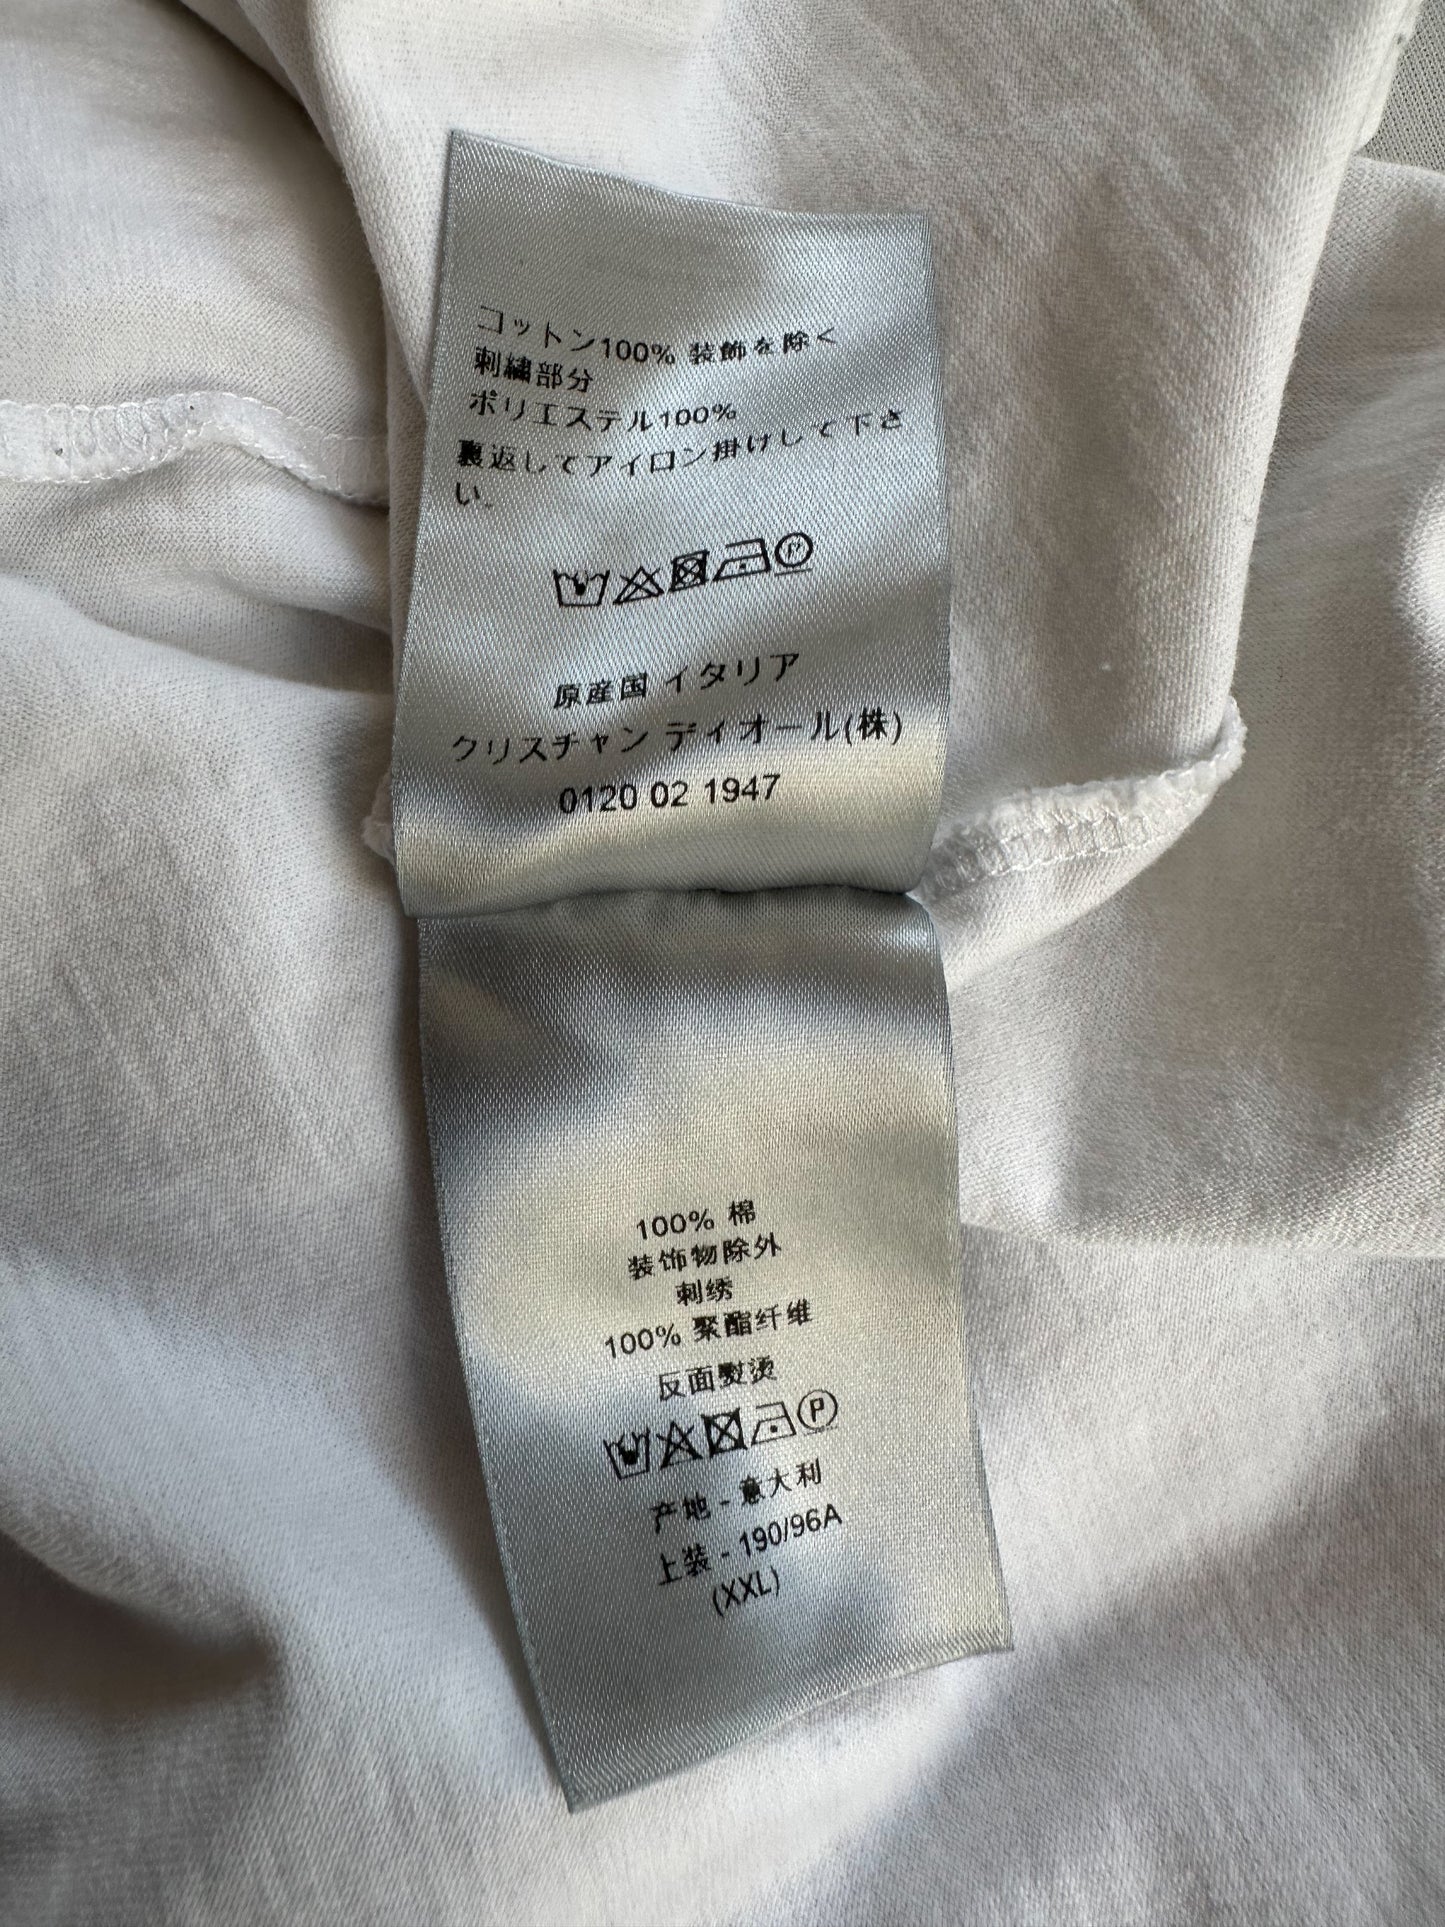 コットン100% 装飾を除く
刺繍部分
ポリエステル100%
裏返してアイロン掛けして下さ
い。
原産国 イタリア
クリスチャン ディオール(株)
0120 02 1947
100% 棉
装饰物除外
刺绣
100% 聚酯纤维
反面熨烫
产地 - 意大利
上装 - 190/96A
(XXL)